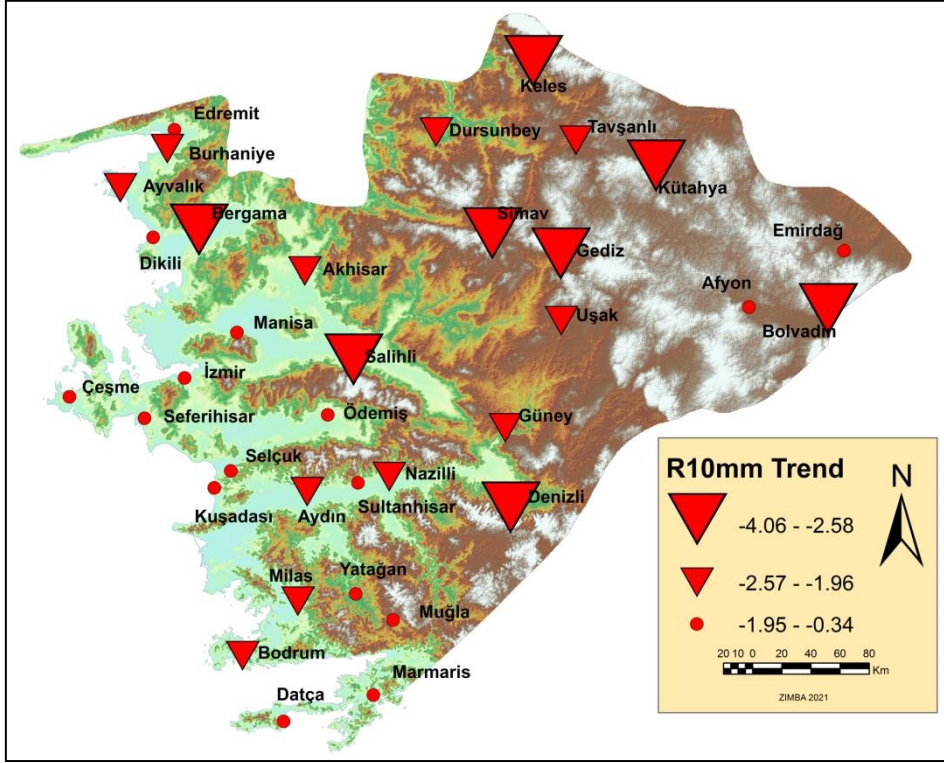 Keles
Edremit
Dursunbey
Tavşanlı
Burhaniye
Ayvalık
Kütahya
Bergama
Simav
Emirdağ
Gediz
Dikili
Akhisar
Afyon
Uşak
Bolvadin
Manisa
Salihli
İzmir
Çeşme
Seferihisar
Ödemiş
Güney
Selçuk
Nazilli
Denizli
Kuşadası
Aydın
Sultanhisar
Milas
Yatağan
Muğla
Bodrum
Marmaris
Datça
R10mm Trend
N
-4.06 - -2.58
-2.57 - -1.96
-1.95 - -0.34
20 10 0 20 40 60 80
Km
ZIMBA 2021